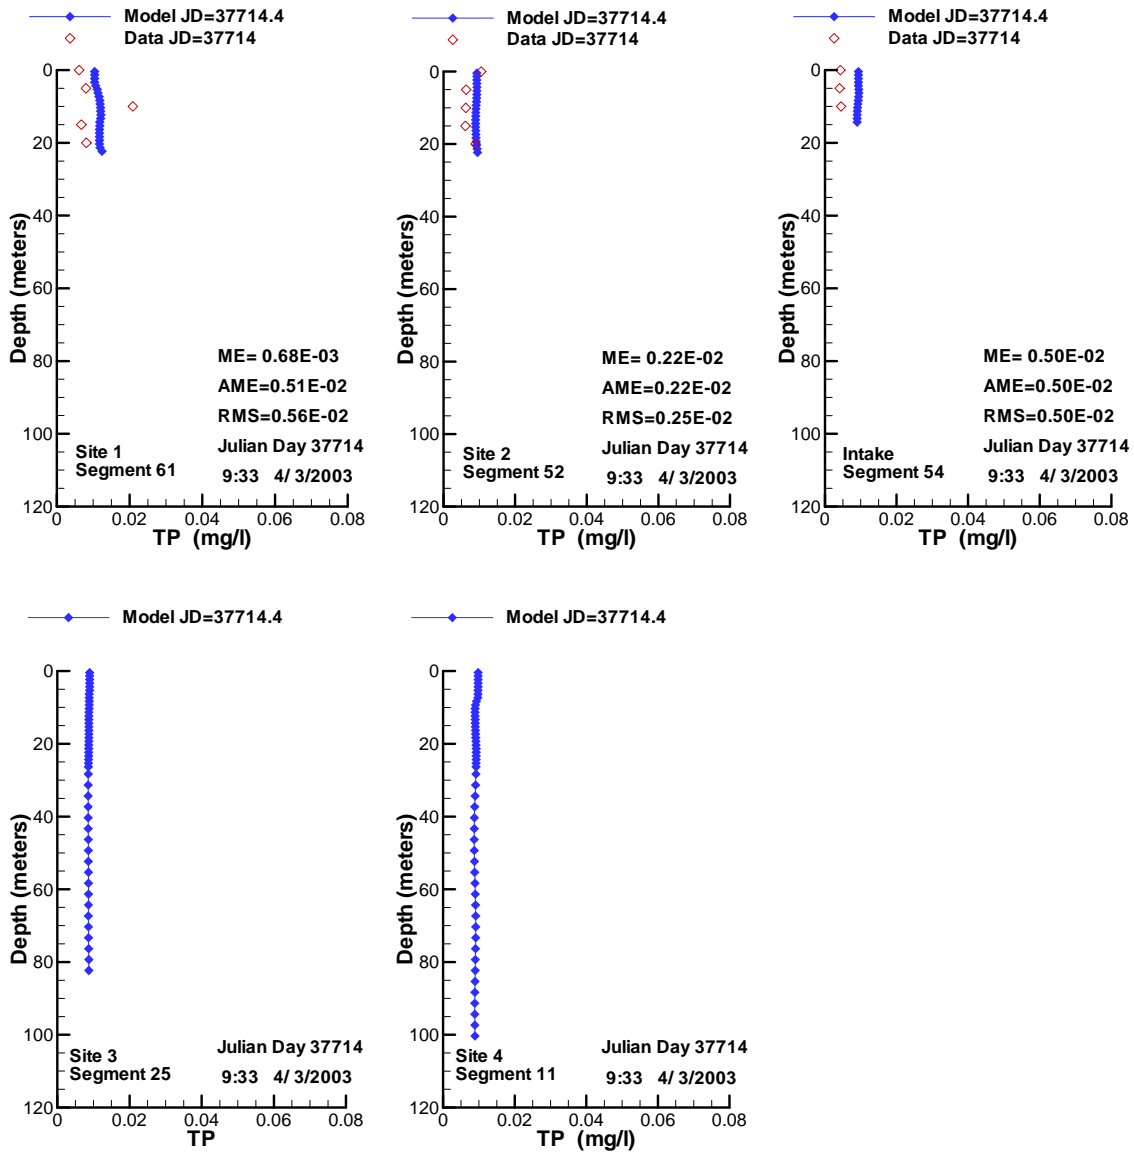 Model JD=37714.4
Data JD=37714
0
20
40
60
80
100
120
Depth (meters)
ME= 0.68E-03
AME=0.51E-02
RMS=0.56E-02
Site 1
Segment 61
Julian Day 37714
9:33 4/ 3/2003
0 0.02 0.04 0.06 0.08
TP (mg/l)
Model JD=37714.4
Data JD=37714
0
20
40
60
80
100
120
Depth (meters)
ME= 0.22E-02
AME=0.22E-02
RMS=0.25E-02
Site 2
Segment 52
Julian Day 37714
9:33 4/ 3/2003
0 0.02 0.04 0.06 0.08
TP (mg/l)
Model JD=37714.4
Data JD=37714
0
20
40
60
80
100
120
Depth (meters)
ME= 0.50E-02
AME=0.50E-02
RMS=0.50E-02
Intake
Segment 54
Julian Day 37714
9:33 4/ 3/2003
0 0.02 0.04 0.06 0.08
TP (mg/l)
Model JD=37714.4
0
20
40
60
80
100
120
Depth (meters)
Site 3
Segment 25
Julian Day 37714
9:33 4/ 3/2003
0 0.02 0.04 0.06 0.08
TP
Model JD=37714.4
0
20
40
60
80
100
120
Depth (meters)
Site 4
Segment 11
Julian Day 37714
9:33 4/ 3/2003
0 0.02 0.04 0.06 0.08
TP (mg/l)